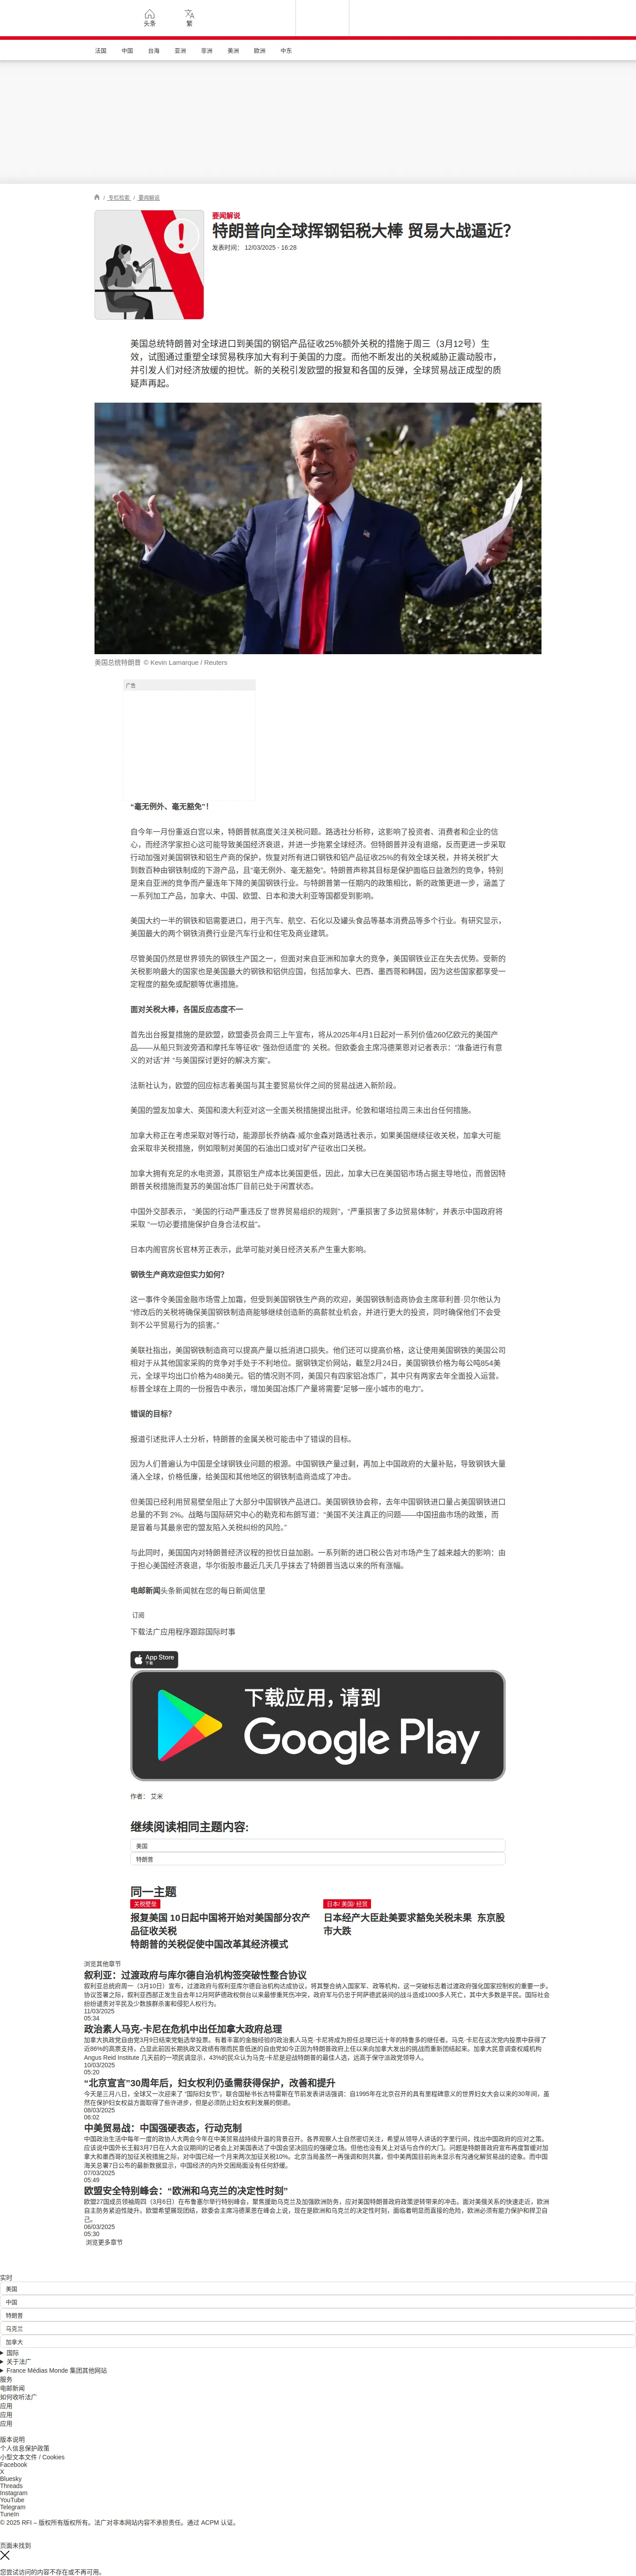 头条
繁
法国 中国 台海 亚洲 非洲 美洲 欧洲 中东
/ 专栏检索 / 要闻解说
要闻解说
特朗普向全球挥钢铝税大棒 贸易大战逼近？
发表时间： 12/03/2025 - 16:28
美国总统特朗普对全球进口到美国的钢铝产品征收25%额外关税的措施于周三（3月12号）生
效，试图通过重塑全球贸易秩序加大有利于美国的力度。而他不断发出的关税威胁正震动股市，
并引发人们对经济放缓的担忧。新的关税引发欧盟的报复和各国的反弹，全球贸易战正成型的质
疑声再起。
美国总统特朗普 © Kevin Lamarque / Reuters
广告
“毫无例外、毫无豁免”！
自今年一月份重返白宫以来，特朗普就高度关注关税问题。路透社分析称，这影响了投资者、消费者和企业的信
心，而经济学家担心这可能导致美国经济衰退，并进一步拖累全球经济。但特朗普并没有退缩，反而更进一步采取
行动加强对美国钢铁和铝生产商的保护，恢复对所有进口钢铁和铝产品征收25%的有效全球关税，并将关税扩大
到数百种由钢铁制成的下游产品，且“毫无例外、毫无豁免”。特朗普声称其目标是保护面临日益激烈的竞争，特别
是来自亚洲的竞争而产量连年下降的美国钢铁行业。与特朗普第一任期内的政策相比，新的政策更进一步，涵盖了
一系列加工产品，加拿大、中国、欧盟、日本和澳大利亚等国都受到影响。
美国大约一半的钢铁和铝需要进口，用于汽车、航空、石化以及罐头食品等基本消费品等多个行业。有研究显示，
美国最大的两个钢铁消费行业是汽车行业和住宅及商业建筑。
尽管美国仍然是世界领先的钢铁生产国之一，但面对来自亚洲和加拿大的竞争，美国钢铁业正在失去优势。受新的
关税影响最大的国家也是美国最大的钢铁和铝供应国，包括加拿大、巴西、墨西哥和韩国，因为这些国家都享受一
定程度的豁免或配额等优惠措施。
面对关税大棒，各国反应态度不一
首先出台报复措施的是欧盟，欧盟委员会周三上午宣布，将从2025年4月1日起对一系列价值260亿欧元的美国产
品——从船只到波旁酒和摩托车等征收“ 强劲但适度”的 关税。但欧委会主席冯德莱恩对记者表示：“准备进行有意
义的对话”并 “与美国探讨更好的解决方案”。
法新社认为，欧盟的回应标志着美国与其主要贸易伙伴之间的贸易战进入新阶段。
美国的盟友加拿大、英国和澳大利亚对这一全面关税措施提出批评。伦敦和堪培拉周三未出台任何措施。
加拿大称正在考虑采取对等行动，能源部长乔纳森·威尔金森对路透社表示，如果美国继续征收关税，加拿大可能
会采取非关税措施，例如限制对美国的石油出口或对矿产征收出口关税。
加拿大拥有充足的水电资源，其原铝生产成本比美国更低，因此，加拿大已在美国铝市场占据主导地位，而曾因特
朗普关税措施而复苏的美国冶炼厂目前已处于闲置状态。
中国外交部表示， “美国的行动严重违反了世界贸易组织的规则”，“严重损害了多边贸易体制”，并表示中国政府将
采取 “一切必要措施保护自身合法权益”。
日本内阁官房长官林芳正表示，此举可能对美日经济关系产生重大影响。
钢铁生产商欢迎但实力如何？
这一事件令美国金融市场雪上加霜，但受到美国钢铁生产商的欢迎，美国钢铁制造商协会主席菲利普·贝尔他认为
“修改后的关税将确保美国钢铁制造商能够继续创造新的高薪就业机会，并进行更大的投资，同时确保他们不会受
到不公平贸易行为的损害。”
美联社指出，美国钢铁制造商可以提高产量以抵消进口损失。他们还可以提高价格，这让使用美国钢铁的美国公司
相对于从其他国家采购的竞争对手处于不利地位。据钢铁定价网站，截至2月24日，美国钢铁价格为每公吨854美
元，全球平均出口价格为488美元。铝的情况则不同，美国只有四家铝冶炼厂，其中只有两家去年全面投入运营。
标普全球在上周的一份报告中表示，增加美国冶炼厂产量将需要“足够一座小城市的电力”。
错误的目标？
报道引述批评人士分析，特朗普的金属关税可能击中了错误的目标。
因为人们普遍认为中国是全球钢铁业问题的根源。中国钢铁产量过剩，再加上中国政府的大量补贴，导致钢铁大量
涌入全球，价格低廉，给美国和其他地区的钢铁制造商造成了冲击。
但美国已经利用贸易壁垒阻止了大部分中国钢铁产品进口。美国钢铁协会称，去年中国钢铁进口量占美国钢铁进口
总量的不到 2%。战略与国际研究中心的勒克和布朗写道：“美国不关注真正的问题——中国扭曲市场的政策，而
是冒着与其最亲密的盟友陷入关税纠纷的风险。”
与此同时，美国国内对特朗普经济议程的担忧日益加剧。一系列新的进口税公告对市场产生了越来越大的影响：由
于担心美国经济衰退，华尔街股市最近几天几乎抹去了特朗普当选以来的所有涨幅。
电邮新闻头条新闻就在您的每日新闻信里
订阅
下载法广应用程序跟踪国际时事
App Store
下载
下载应用，请到
Google Play
作者： 艾米
继续阅读相同主题内容:
美国
特朗普
同一主题
关税壁垒
报复美国 10日起中国将开始对美国部分农产
品征收关税
特朗普的关税促使中国改革其经济模式
日本/ 美国/ 经贸
日本经产大臣赴美要求豁免关税未果 东京股
市大跌
浏览其他章节
叙利亚：过渡政府与库尔德自治机构签突破性整合协议
叙利亚总统府周一（3月10日）宣布，过渡政府与叙利亚库尔德自治机构达成协议，将其整合纳入国家军、政等机构，这一突破标志着过渡政府强化国家控制权的重要一步。
协议签署之际，叙利亚西部正发生自去年12月阿萨德政权倒台以来最惨重死伤冲突，政府军与仍忠于阿萨德武装间的战斗造成1000多人死亡，其中大多数是平民。国际社会
纷纷谴责对平民及少数族群杀害和侵犯人权行为。
11/03/2025
05:34
政治素人马克-卡尼在危机中出任加拿大政府总理
加拿大执政党自由党3月9日结束党魁选举投票。有着丰富的金融经验的政治素人马克·卡尼将成为担任总理已近十年的特鲁多的继任者。马克·卡尼在这次党内投票中获得了
近86%的高票支持，凸显此前因长期执政又政绩有限而民意低迷的自由党如今正因为特朗普政府上任以来向加拿大发出的挑战而重新团结起来。加拿大民意调查权威机构
Angus Reid Institute 几天前的一项民调显示，43%的民众认为马克·卡尼是迎战特朗普的最佳人选，远高于保守派政党领导人。
10/03/2025
05:20
“北京宣言”30周年后，妇女权利仍亟需获得保护，改善和提升
今天是三月八日，全球又一次迎来了 “国际妇女节”。联合国秘书长古特雷斯在节前发表讲话强调：自1995年在北京召开的具有里程碑意义的世界妇女大会以来的30年间，虽
然在保护妇女权益方面取得了些许进步，但是必须防止妇女权利发展的倒退。
08/03/2025
06:02
中美贸易战：中国强硬表态，行动克制
中国政治生活中每年一度的政协人大两会今年在中美贸易战持续升温的背景召开。各界观察人士自然密切关注，希望从领导人讲话的字里行间，找出中国政府的应对之策。
应该说中国外长王毅3月7日在人大会议期间的记者会上对美国表达了中国会坚决回应的强硬立场。但他也没有关上对话与合作的大门。问题是特朗普政府宣布再度暂缓对加
拿大和墨西哥的加征关税措施之际，对中国已经一个月来两次加征关税10%。北京当局虽然一再强调和则共赢，但中美两国目前尚未显示有沟通化解贸易战的迹象。而中国
海关总署7日公布的最新数据显示，中国经济的内外交困局面没有任何舒缓。
07/03/2025
05:49
欧盟安全特别峰会：“欧洲和乌克兰的决定性时刻”
欧盟27国成员领袖周四（3月6日）在布鲁塞尔举行特别峰会，聚焦援助乌克兰及加强欧洲防务，应对美国特朗普政府政策逆转带来的冲击。面对美俄关系的快速走近，欧洲
自主防务紧迫性陡升。欧盟希望展现团结，欧委会主席冯德莱恩在峰会上说，现在是欧洲和乌克兰的决定性时刻，面临着明显而直接的危险，欧洲必须有能力保护和捍卫自
己。
06/03/2025
05:30
浏览更多章节
实时
美国
中国
特朗普
乌克兰
加拿大
国际
关于法广
France Médias Monde 集团其他网站
服务
电邮新闻
如何收听法广
应用
应用
应用
版本说明
个人信息保护政策
小型文本文件 / Cookies
Facebook
X
Bluesky
Threads
Instagram
YouTube
Telegram
TuneIn
© 2025 RFI – 版权所有版权所有。法广对非本网站内容不承担责任。通过 ACPM 认证。
页面未找到
您尝试访问的内容不存在或不再可用。